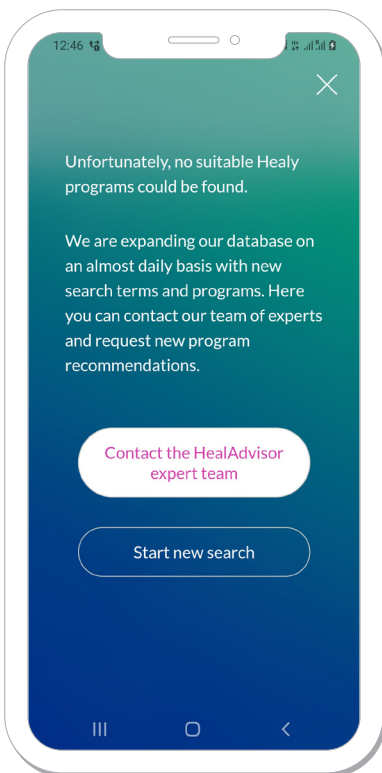 12:46
Unfortunately, no suitable Healy
programs could be found.
We are expanding our database on
an almost daily basis with new
search terms and programs. Here
you can contact our team of experts
and request new program
recommendations.
Contact the HealAdvisor
expert team
Start new search